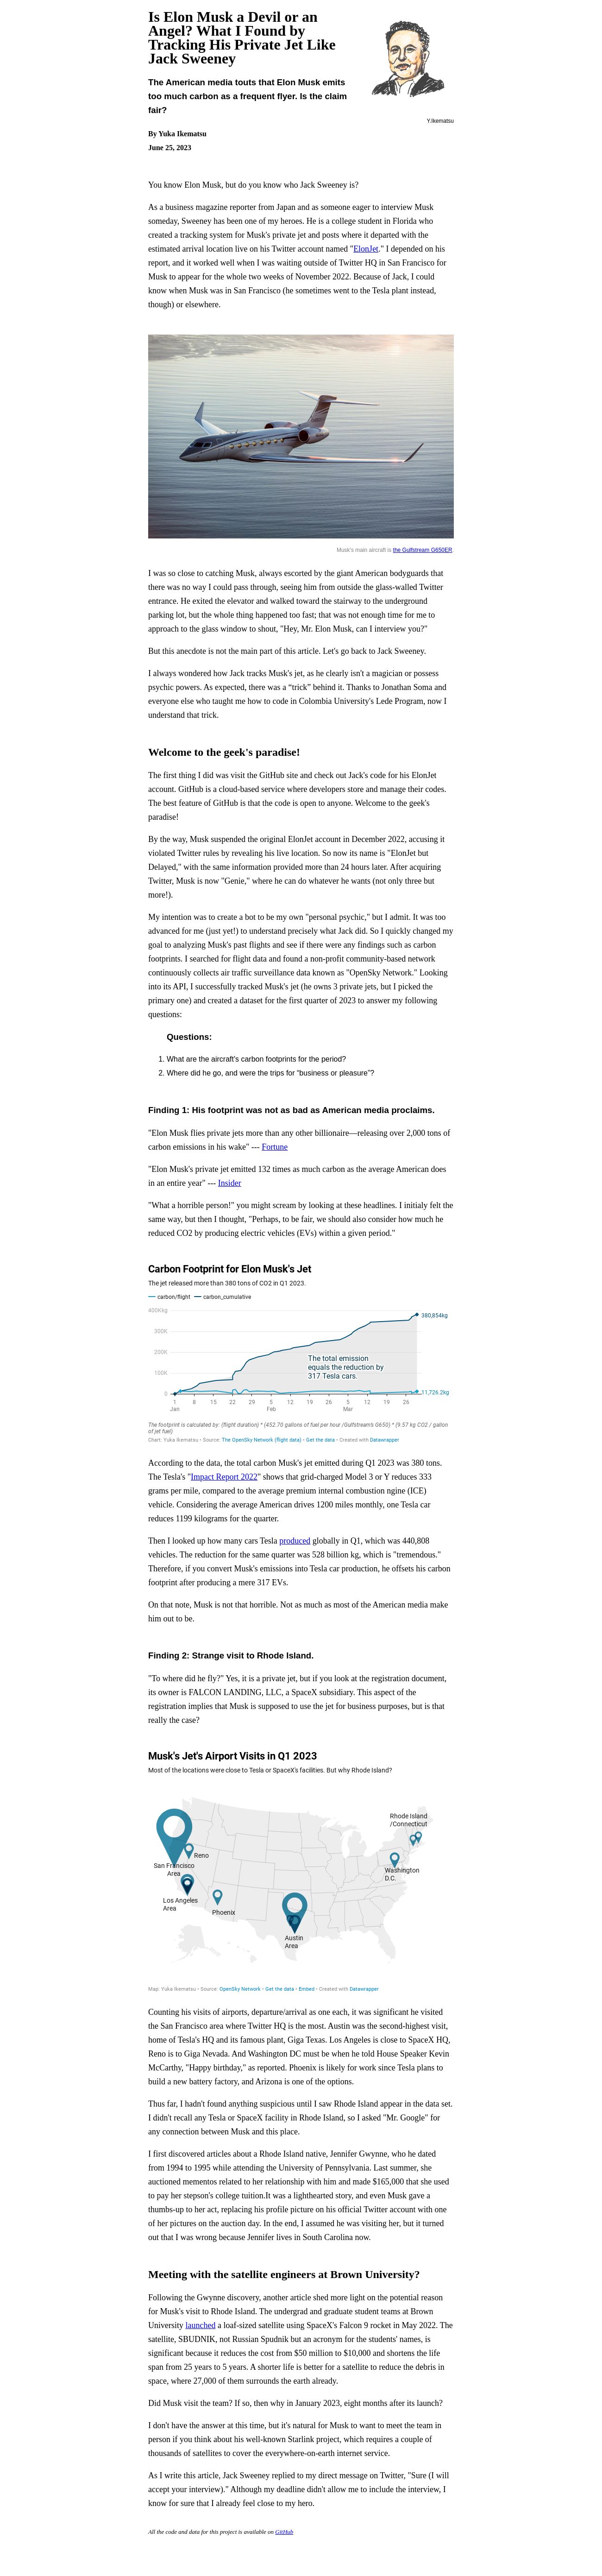 Is Elon Musk a Devil or an
Angel? What I Found by
Tracking His Private Jet Like
Jack Sweeney
The American media touts that Elon Musk emits
too much carbon as a frequent flyer. Is the claim
fair?
Y.Ikematsu
By Yuka Ikematsu
June 25, 2023
You know Elon Musk, but do you know who Jack Sweeney is?
As a business magazine reporter from Japan and as someone eager to interview Musk
someday, Sweeney has been one of my heroes. He is a college student in Florida who
created a tracking system for Musk's private jet and posts where it departed with the
estimated arrival location live on his Twitter account named "ElonJet." I depended on his
report, and it worked well when I was waiting outside of Twitter HQ in San Francisco for
Musk to appear for the whole two weeks of November 2022. Because of Jack, I could
know when Musk was in San Francisco (he sometimes went to the Tesla plant instead,
though) or elsewhere.
Musk's main aircraft is the Gulfstream G650ER.
I was so close to catching Musk, always escorted by the giant American bodyguards that
there was no way I could pass through, seeing him from outside the glass-walled Twitter
entrance. He exited the elevator and walked toward the stairway to the underground
parking lot, but the whole thing happened too fast; that was not enough time for me to
approach to the glass window to shout, "Hey, Mr. Elon Musk, can I interview you?"
But this anecdote is not the main part of this article. Let's go back to Jack Sweeney.
I always wondered how Jack tracks Musk's jet, as he clearly isn't a magician or possess
psychic powers. As expected, there was a “trick” behind it. Thanks to Jonathan Soma and
everyone else who taught me how to code in Colombia University's Lede Program, now I
understand that trick.
Welcome to the geek's paradise!
The first thing I did was visit the GitHub site and check out Jack's code for his ElonJet
account. GitHub is a cloud-based service where developers store and manage their codes.
The best feature of GitHub is that the code is open to anyone. Welcome to the geek's
paradise!
By the way, Musk suspended the original ElonJet account in December 2022, accusing it
violated Twitter rules by revealing his live location. So now its name is "ElonJet but
Delayed," with the same information provided more than 24 hours later. After acquiring
Twitter, Musk is now "Genie," where he can do whatever he wants (not only three but
more!).
My intention was to create a bot to be my own "personal psychic," but I admit. It was too
advanced for me (just yet!) to understand precisely what Jack did. So I quickly changed my
goal to analyzing Musk's past flights and see if there were any findings such as carbon
footprints. I searched for flight data and found a non-profit community-based network
continuously collects air traffic surveillance data known as "OpenSky Network." Looking
into its API, I successfully tracked Musk's jet (he owns 3 private jets, but I picked the
primary one) and created a dataset for the first quarter of 2023 to answer my following
questions:
Questions:
1. What are the aircraft's carbon footprints for the period?
2. Where did he go, and were the trips for “business or pleasure”?
Finding 1: His footprint was not as bad as American media proclaims.
"Elon Musk flies private jets more than any other billionaire—releasing over 2,000 tons of
carbon emissions in his wake" --- Fortune
"Elon Musk's private jet emitted 132 times as much carbon as the average American does
in an entire year" --- Insider
"What a horrible person!" you might scream by looking at these headlines. I initialy felt the
same way, but then I thought, "Perhaps, to be fair, we should also consider how much he
reduced CO2 by producing electric vehicles (EVs) within a given period."
Carbon Footprint for Elon Musk's Jet
The jet released more than 380 tons of CO2 in Q1 2023.
carbon/flight carbon_cumulative
400Kkg
300K
200K
100K
0
380,854kg
11,726.2kg
The total emission
equals the reduction by
317 Tesla cars.
1 8 15 22 29 5 12 19 26 5 12 19 26
Jan Feb Mar
The footprint is calculated by: (flight duration) * (452.70 gallons of fuel per hour /Gulfstream's G650) * (9.57 kg CO2 / gallon
of jet fuel)
Chart: Yuka Ikematsu • Source: The OpenSky Network (flight data) • Get the data • Created with Datawrapper
According to the data, the total carbon Musk's jet emitted during Q1 2023 was 380 tons.
The Tesla's "Impact Report 2022" shows that grid-charged Model 3 or Y reduces 333
grams per mile, compared to the average premium internal combustion ngine (ICE)
vehicle. Considering the average American drives 1200 miles monthly, one Tesla car
reduces 1199 kilograms for the quarter.
Then I looked up how many cars Tesla produced globally in Q1, which was 440,808
vehicles. The reduction for the same quarter was 528 billion kg, which is "tremendous."
Therefore, if you convert Musk's emissions into Tesla car production, he offsets his carbon
footprint after producing a mere 317 EVs.
On that note, Musk is not that horrible. Not as much as most of the American media make
him out to be.
Finding 2: Strange visit to Rhode Island.
"To where did he fly?" Yes, it is a private jet, but if you look at the registration document,
its owner is FALCON LANDING, LLC, a SpaceX subsidiary. This aspect of the
registration implies that Musk is supposed to use the jet for business purposes, but is that
really the case?
Musk's Jet's Airport Visits in Q1 2023
Most of the locations were close to Tesla or SpaceX's facilities. But why Rhode Island?
Rhode Island
/Connecticut
Reno
San Francisco
Area
Washington
D.C.
Los Angeles
Area
Phoenix
Austin
Area
Map: Yuka Ikematsu • Source: OpenSky Network • Get the data • Embed • Created with Datawrapper
Counting his visits of airports, departure/arrival as one each, it was significant he visited
the San Francisco area where Twitter HQ is the most. Austin was the second-highest visit,
home of Tesla's HQ and its famous plant, Giga Texas. Los Angeles is close to SpaceX HQ,
Reno is to Giga Nevada. And Washington DC must be when he told House Speaker Kevin
McCarthy, "Happy birthday," as reported. Phoenix is likely for work since Tesla plans to
build a new battery factory, and Arizona is one of the options.
Thus far, I hadn't found anything suspicious until I saw Rhode Island appear in the data set.
I didn't recall any Tesla or SpaceX facility in Rhode Island, so I asked "Mr. Google" for
any connection between Musk and this place.
I first discovered articles about a Rhode Island native, Jennifer Gwynne, who he dated
from 1994 to 1995 while attending the University of Pennsylvania. Last summer, she
auctioned mementos related to her relationship with him and made $165,000 that she used
to pay her stepson's college tuition.It was a lighthearted story, and even Musk gave a
thumbs-up to her act, replacing his profile picture on his official Twitter account with one
of her pictures on the auction day. In the end, I assumed he was visiting her, but it turned
out that I was wrong because Jennifer lives in South Carolina now.
Meeting with the satellite engineers at Brown University?
Following the Gwynne discovery, another article shed more light on the potential reason
for Musk's visit to Rhode Island. The undergrad and graduate student teams at Brown
University launched a loaf-sized satellite using SpaceX's Falcon 9 rocket in May 2022. The
satellite, SBUDNIK, not Russian Spudnik but an acronym for the students' names, is
significant because it reduces the cost from $50 million to $10,000 and shortens the life
span from 25 years to 5 years. A shorter life is better for a satellite to reduce the debris in
space, where 27,000 of them surrounds the earth already.
Did Musk visit the team? If so, then why in January 2023, eight months after its launch?
I don't have the answer at this time, but it's natural for Musk to want to meet the team in
person if you think about his well-known Starlink project, which requires a couple of
thousands of satellites to cover the everywhere-on-earth internet service.
As I write this article, Jack Sweeney replied to my direct message on Twitter, "Sure (I will
accept your interview)." Although my deadline didn't allow me to include the interview, I
know for sure that I already feel close to my hero.
All the code and data for this project is available on GitHub